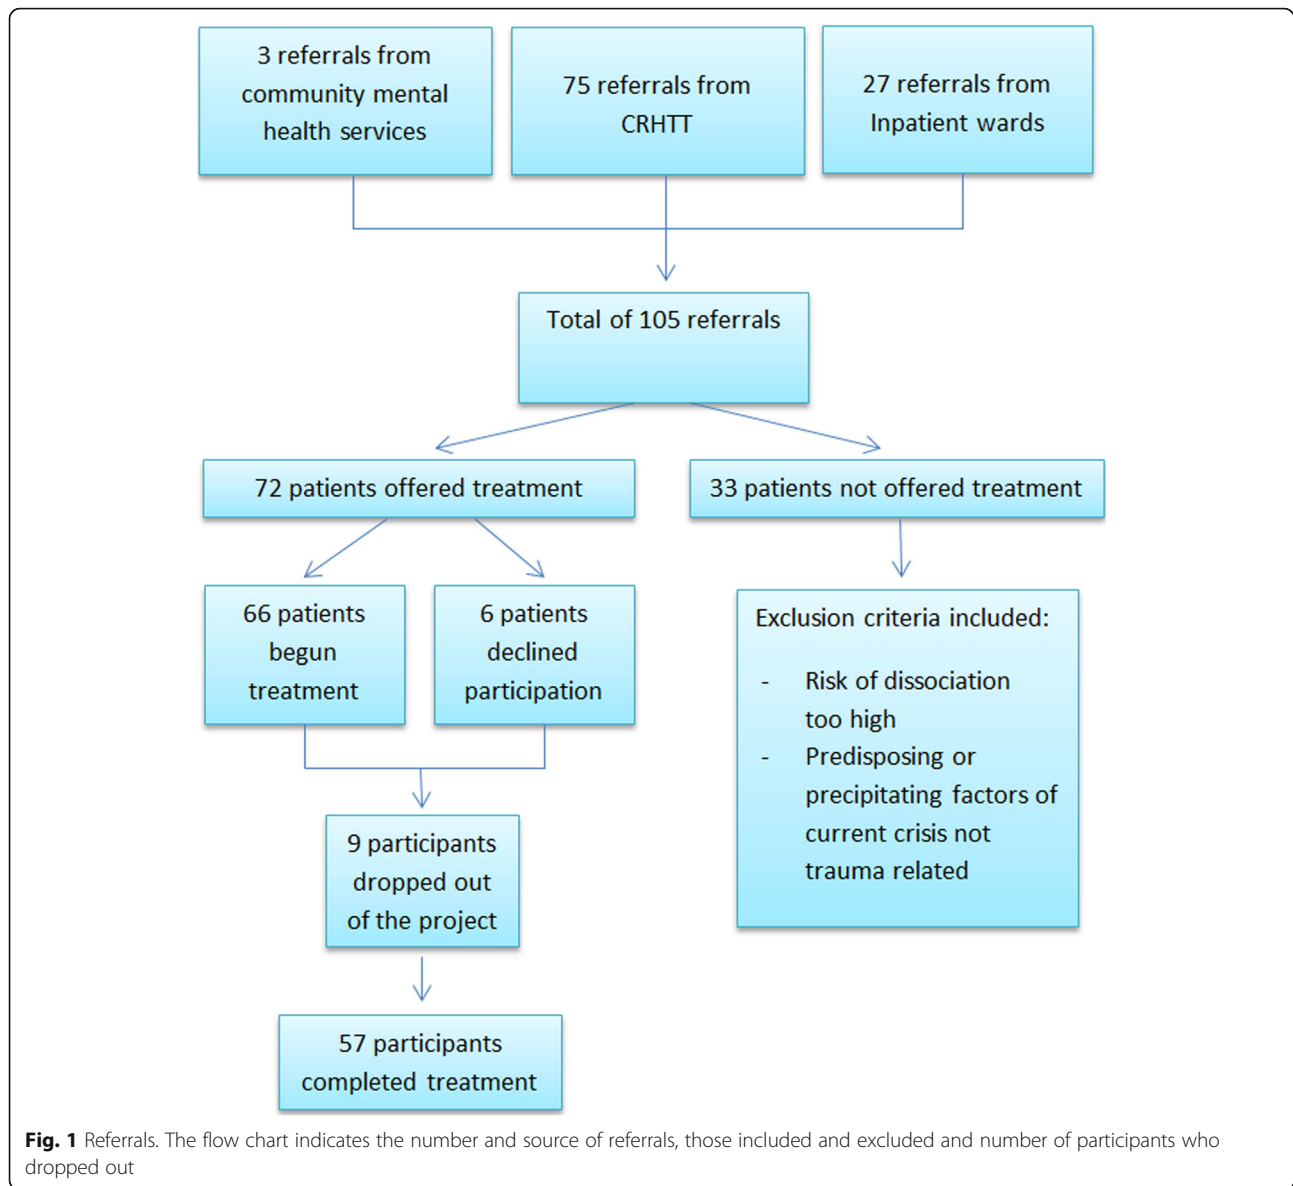 3 referrals from
community mental
health services
75 referrals from
CRHTT
27 referrals from
Inpatient wards
Total of 105 referrals
72 patients offered treatment
33 patients not offered treatment
66 patients
begun
treatment
6 patients
declined
participation
Exclusion criteria included:
- Risk of dissociation
too high
- Predisposing or
precipitating factors of
current crisis not
trauma related
9 participants
dropped out
of the project
57 participants
completed treatment
Fig. 1 Referrals. The flow chart indicates the number and source of referrals, those included and excluded and number of participants who
dropped out